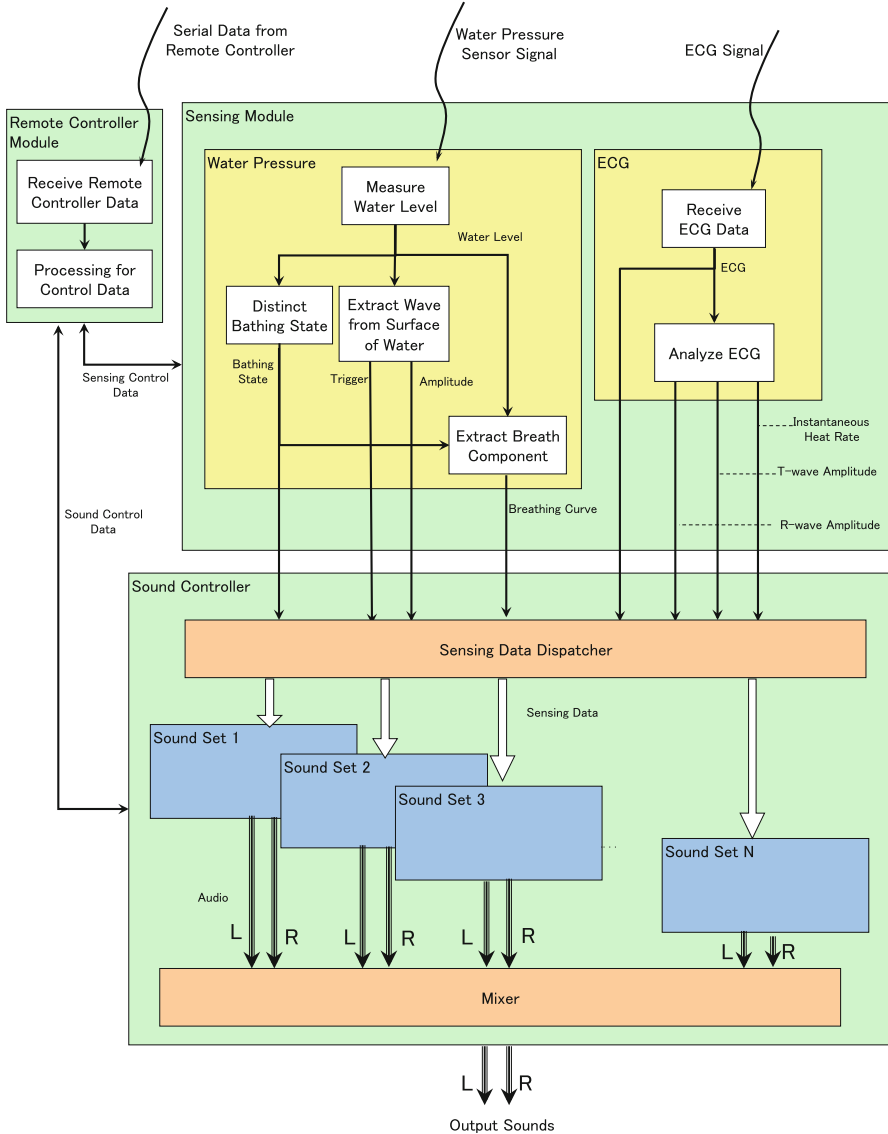 Serial Data from
Remote Controller
Water Pressure
Sensor Signal
ECG Signal
Remote Controller
Module
Sensing Module
Receive Remote
Controller Data
Processing for
Control Data
Water Pressure
Measure
Water Level
Water Level
Distinct
Bathing State
Extract Wave
from Surface
of Water
Bathing
State
Trigger
Amplitude
Extract Breath
Component
Breathing Curve
ECG
Receive
ECG Data
ECG
Analyze ECG
Instantaneous
Heat Rate
T-wave Amplitude
R-wave Amplitude
Sensing Control
Data
Sound Control
Data
Sound Controller
Sensing Data Dispatcher
Sensing Data
Sound Set 1
Sound Set 2
Sound Set 3
...
Sound Set N
Audio
L R L R L R L R
Mixer
L R
Output Sounds